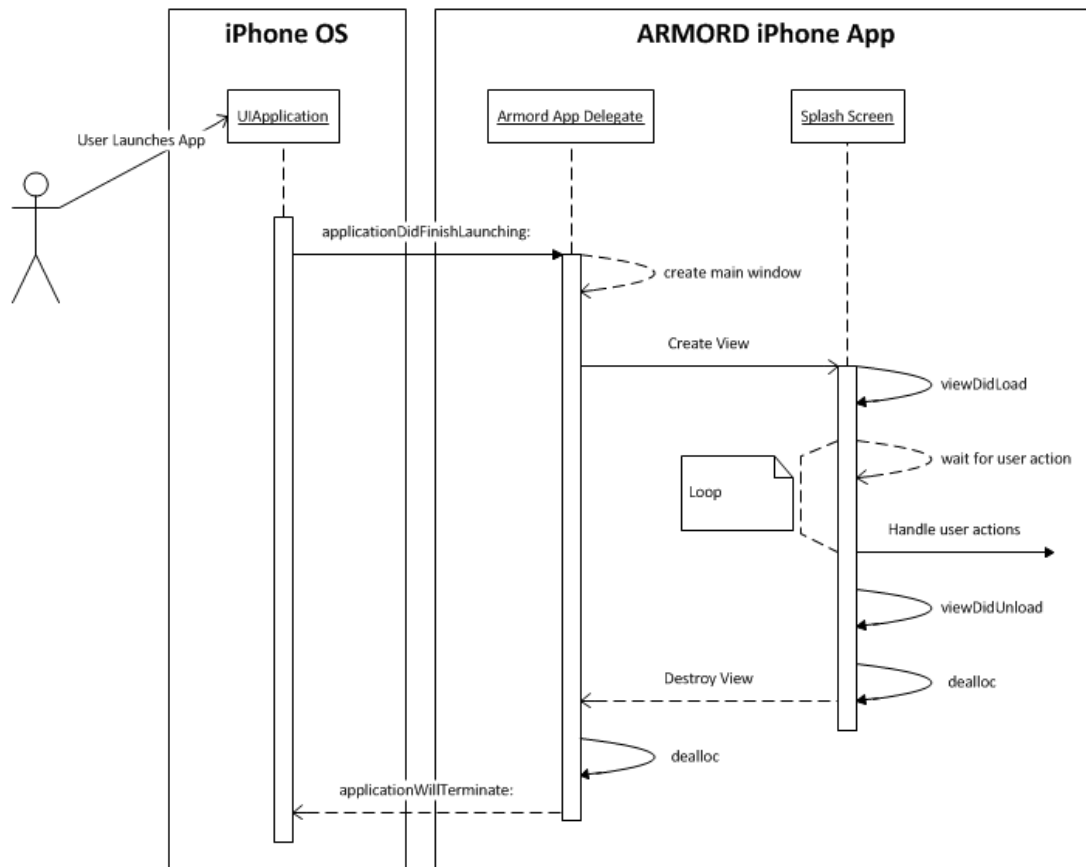 iPhone OS
ARMORD iPhone App
UIApplication
Armord App Delegate
Splash Screen
User Launches App
applicationDidFinishLaunching:
create main window
Create View
viewDidLoad
wait for user action
Loop
Handle user actions
viewDidUnload
Destroy View
dealloc
dealloc
applicationWillTerminate: